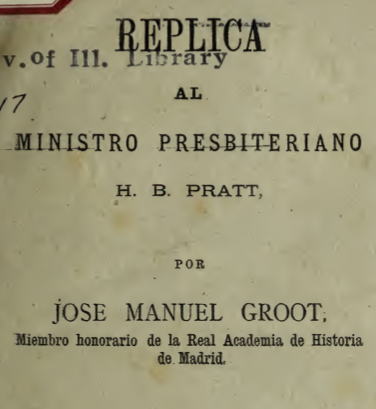 REPLICA
v.of Ill. Library
17
AL
MINISTRO PRESBITERIANO
H. B. PRATT,
POR
JOSE MANUEL GROOT,
Miembro honorario de la Real Academia de Historia
de Madrid.